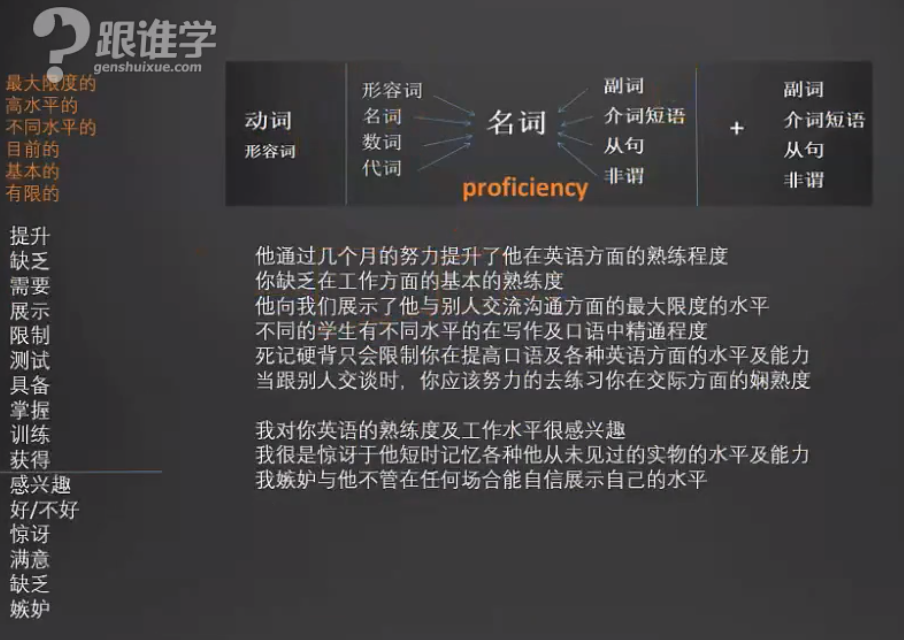 跟谁学
genshuixue.com
最大限度的
高水平的
不同水平的
目前的
基本的
有限的
动词
形容词
形容词
名词
数词
代词
名词
proficiency
副词
介词短语
从句
非谓
+
副词
介词短语
从句
非谓
提升
缺乏
需要
展示
限制
测试
具备
掌握
训练
获得
感兴趣
好/不好
惊讶
满意
缺乏
嫉妒
他通过几个月的努力提升了他在英语方面的熟练程度
你缺乏在工作方面的基本的熟练度
他向我们展示了他与别人交流沟通方面的最大限度的水平
不同的学生有不同水平的在写作及口语中精通程度
死记硬背只会限制你在提高口语及各种英语方面的水平及能力
当跟别人交谈时，你应该努力的去练习你在交际方面的娴熟度
我对你英语的熟练度及工作水平很感兴趣
我很是惊讶于他短时记忆各种他从未见过的实物的水平及能力
我嫉妒与他不管在任何场合能自信展示自己的水平